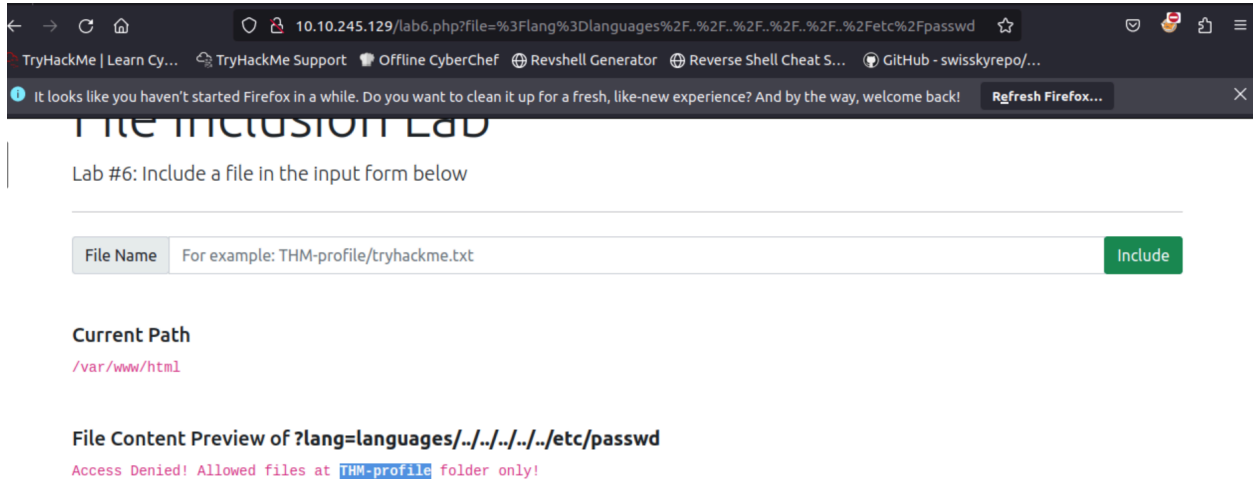 10.10.245.129/lab6.php?file=%3Flang%3Dlanguages%2F..%2F..%2F..%2F..%2F..%2Fetc%2Fpasswd
TryHackMe | Learn Cy... TryHackMe Support Offline CyberChef Revshell Generator Reverse Shell Cheat S... GitHub - swisskyrepo/...
It looks like you haven't started Firefox in a while. Do you want to clean it up for a fresh, like-new experience? And by the way, welcome back! Refresh Firefox...
File Inclusion Lab
Lab #6: Include a file in the input form below
File Name For example: THM-profile/tryhackme.txt Include
Current Path
/var/www/html
File Content Preview of ?lang=languages/../../../../../etc/passwd
Access Denied! Allowed files at THM-profile folder only!